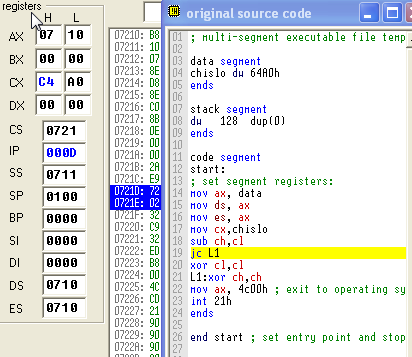 registers
H L
AX 07 10
BX 00 00
CX C4 A0
DX 00 00
CS 0721
IP 000D
SS 0711
SP 0100
BP 0000
SI 0000
DI 0000
DS 0710
ES 0710
07210: B8
07211: 10
07212: 07
07213: 8E
07214: D8
07215: 8E
07216: C0
07217: 8B
07218: 0E
07219: 00
0721A: 00
0721B: 2A
0721C: E9
0721D: 72
0721E: 02
0721F: 32
07220: C9
07221: 32
07222: ED
07223: B8
07224: 00
07225: 4C
07226: CD
07227: 21
07228: 90
07229: 90
0722A: 90
original source code
01 ; multi-segment executable file temp
02
03 data segment
04 chislo dw 64A0h
05 ends
06
07 stack segment
08 dw 128 dup(0)
09 ends
10
11 code segment
12 start:
13 ; set segment registers:
14 mov ax, data
15 mov ds, ax
16 mov es, ax
17 mov cx,chislo
18 sub ch,cl
19 jc L1
20 xor cl,cl
21 L1:xor ch,ch
22 mov ax, 4c00h ; exit to operating sy
23 int 21h
24 ends
25
26 end start ; set entry point and stop